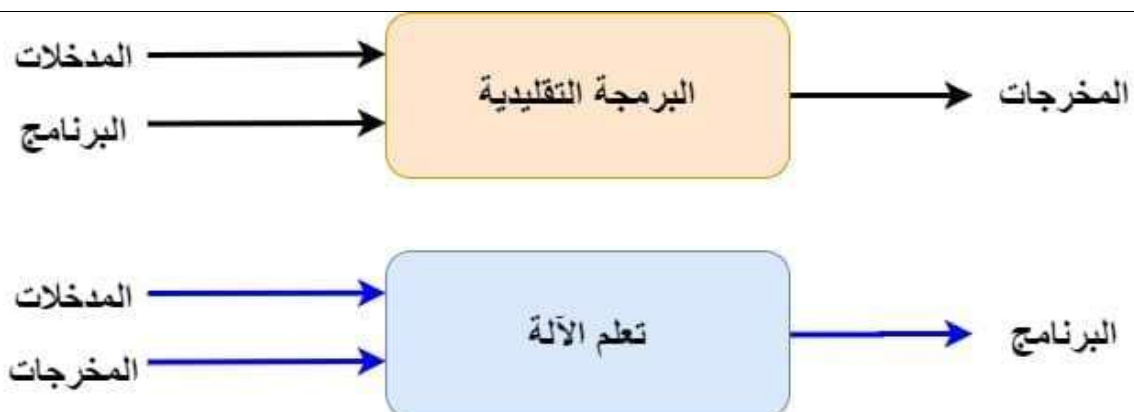 المدخلات
البرنامج
البرمجة التقليدية
المخرجات
المدخلات
المخرجات
تعلم الآلة
البرنامج